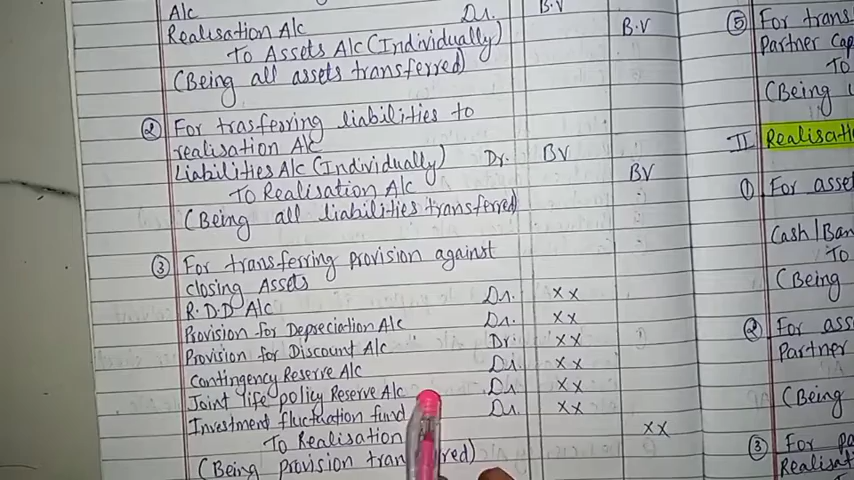 A/c B.V
Realisation A/c Dr.
To Assets A/c (Individually) B.V
(Being all assets transferred)
② For trasferring liabilities to
realisation A/c
Liabilities A/c (Individually) Dr. BV
To Realisation A/c BV
(Being all liabilities transferred)
③ For transferring provision against
closing Assets
R.D.D A/c Dr. XX
Provision for Depreciation A/c Dr. XX
Provision for Discount A/c Dr. XX
Contingency Reserve A/c Dr. XX
Joint life policy Reserve A/c Dr. XX
Investment fluctuation fund Dr. XX
To Realisation XX
(Being provision
⑤ For trans
Partner Cap
To
(Being
II Realisati
① For asset
Cash/Ban
To
(Being
② For ass
Partner
(Being
③ For pa
Realisat